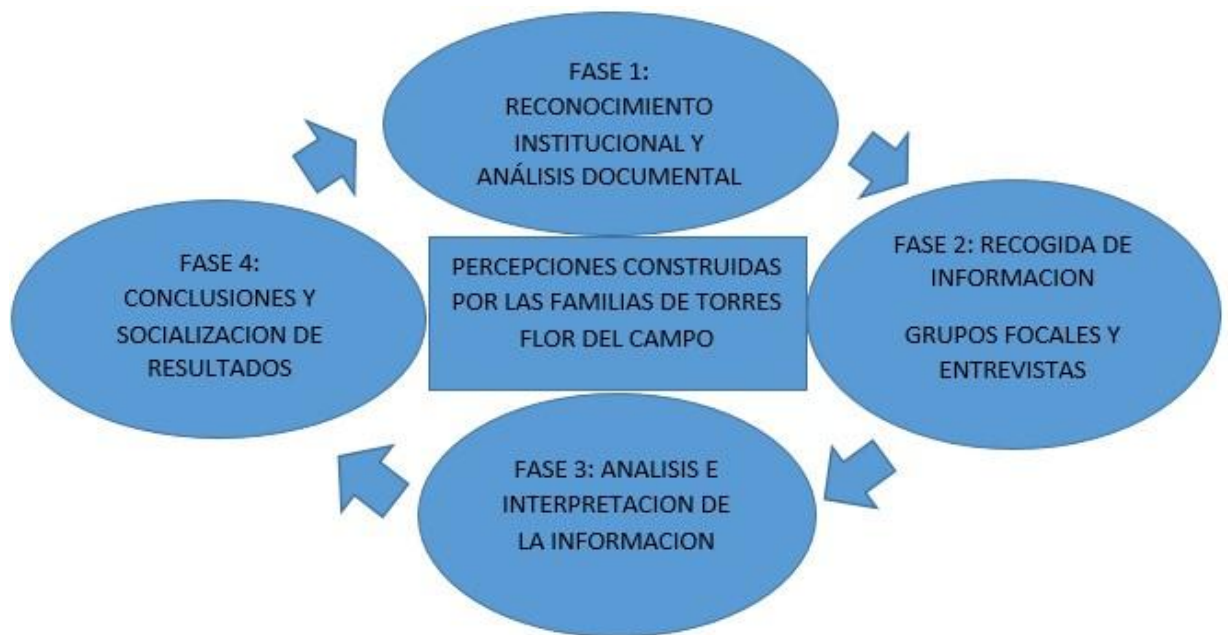 FASE 1:
RECONOCIMIENTO
INSTITUCIONAL Y
ANÁLISIS DOCUMENTAL
FASE 2: RECOGIDA DE
INFORMACION
GRUPOS FOCALES Y
ENTREVISTAS
FASE 3: ANALISIS E
INTERPRETACION DE
LA INFORMACION
FASE 4:
CONCLUSIONES Y
SOCIALIZACION DE
RESULTADOS
PERCEPCIONES CONSTRUIDAS
POR LAS FAMILIAS DE TORRES
FLOR DEL CAMPO